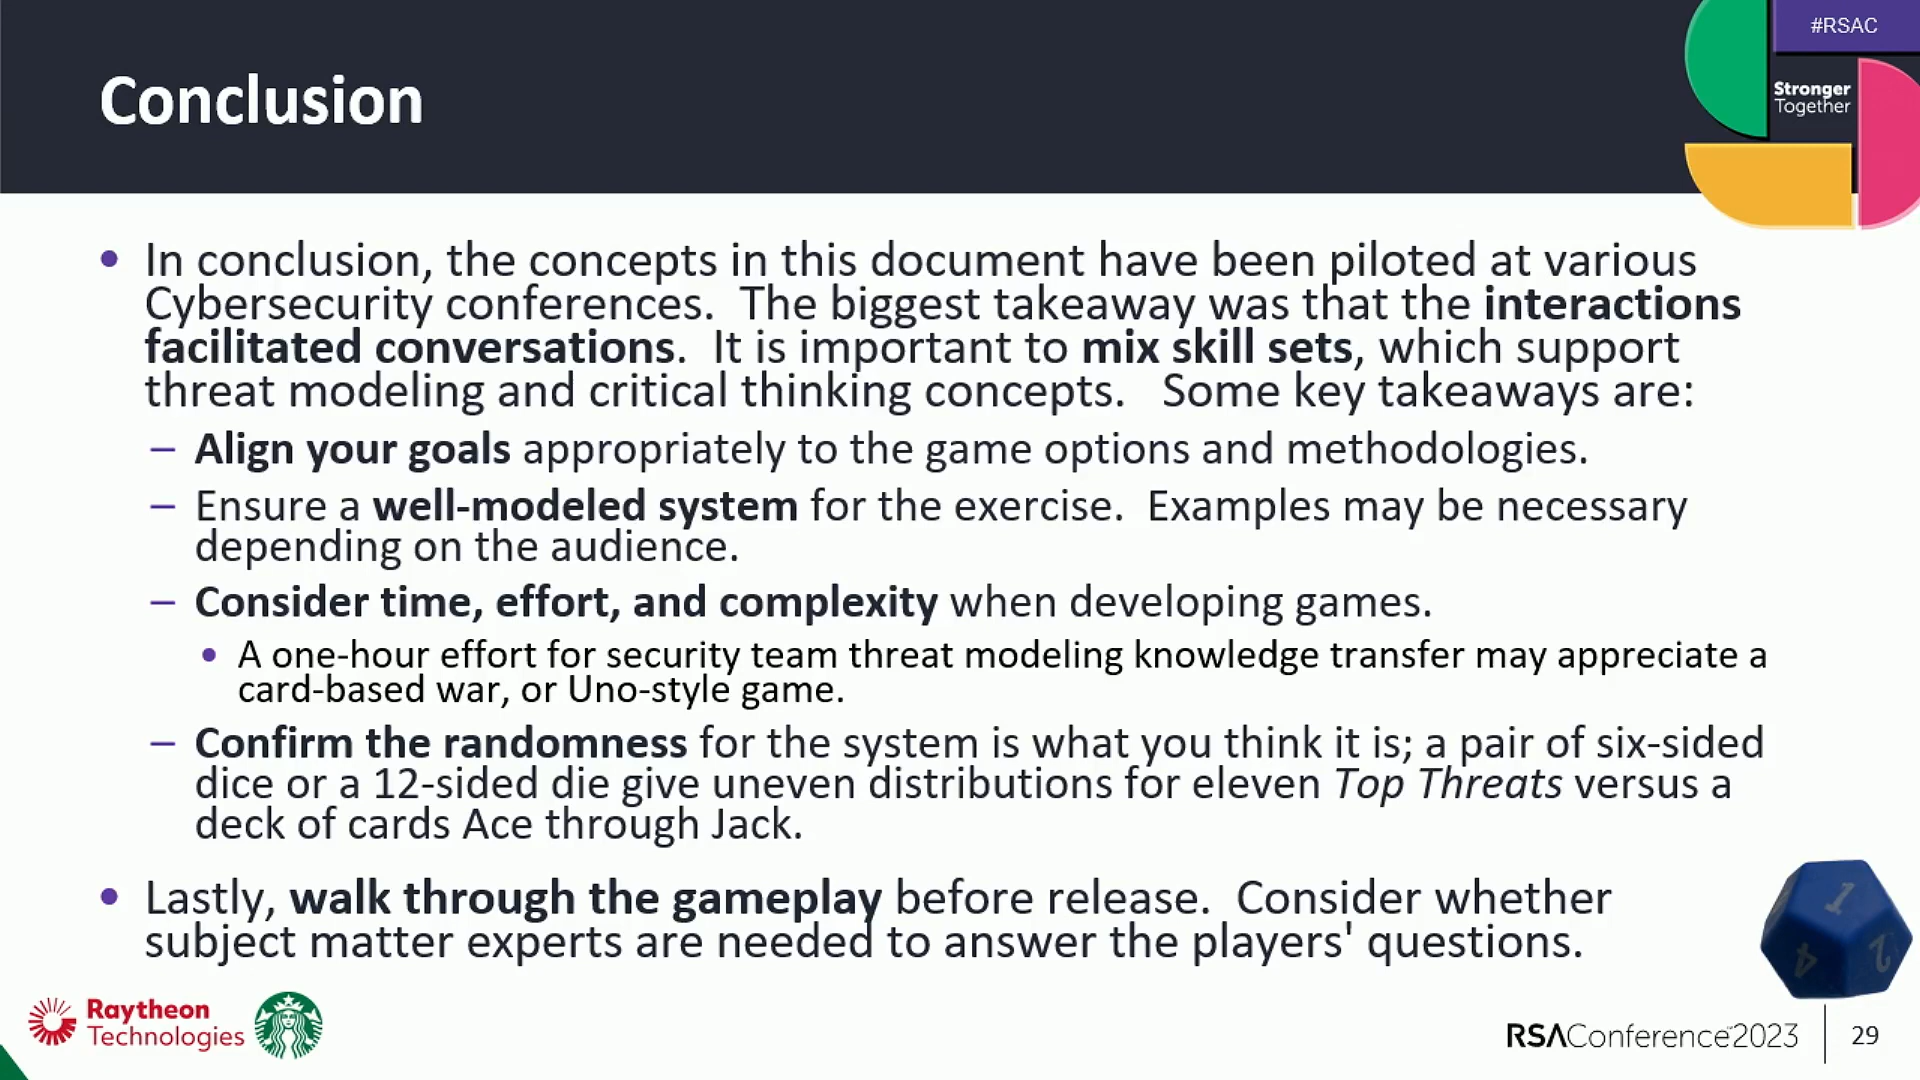 #RSAC
Conclusion
Stronger
Together
• In conclusion, the concepts in this document have been piloted at various
Cybersecurity conferences.  The biggest takeaway was that the interactions
facilitated conversations.  It is important to mix skill sets, which support
threat modeling and critical thinking concepts.   Some key takeaways are:
– Align your goals appropriately to the game options and methodologies.
– Ensure a well-modeled system for the exercise.  Examples may be necessary
depending on the audience.
– Consider time, effort, and complexity when developing games.
• A one-hour effort for security team threat modeling knowledge transfer may appreciate a
card-based war, or Uno-style game.
– Confirm the randomness for the system is what you think it is; a pair of six-sided
dice or a 12-sided die give uneven distributions for eleven Top Threats versus a
deck of cards Ace through Jack.
• Lastly, walk through the gameplay before release.  Consider whether
subject matter experts are needed to answer the players' questions.
1
4
2
Raytheon
Technologies
RSAConference™2023
29